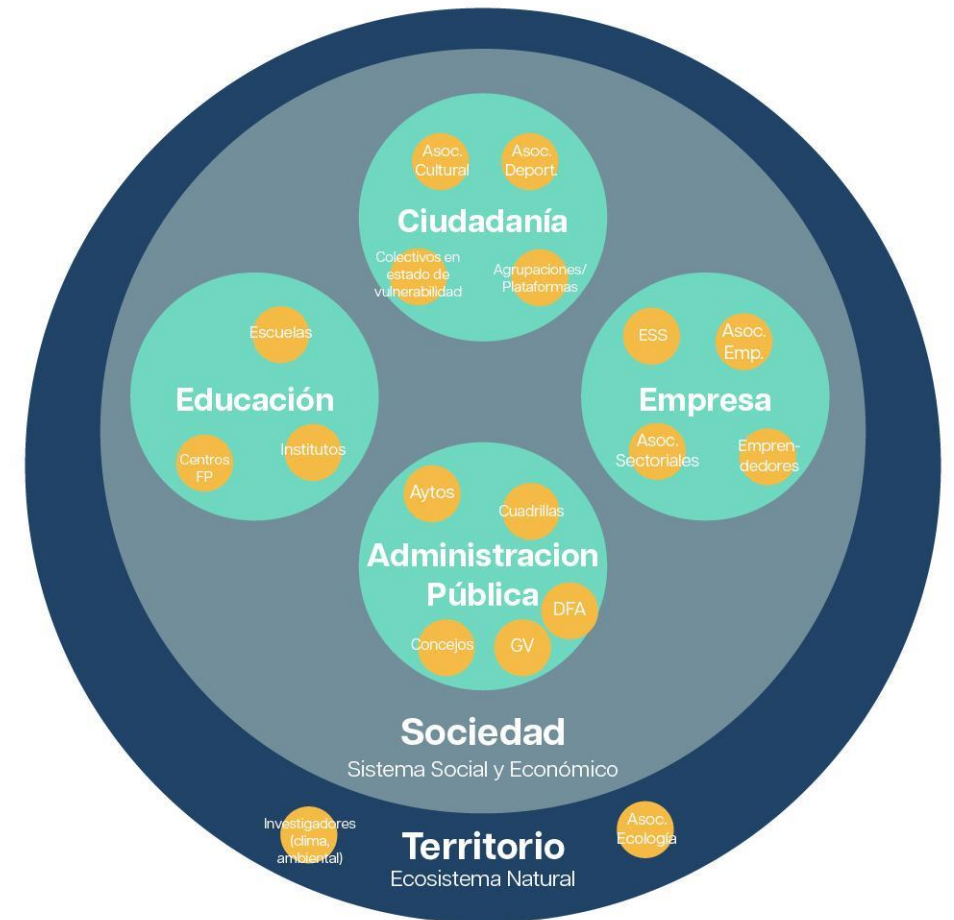 Asoc.
Cultural
Asoc.
Deport.
Ciudadanía
Colectivos en
estado de
vulnerabilidad
Agrupaciones/
Plataformas
Escuelas
Educación
Centros
FP
Institutos
ESS
Asoc.
Emp.
Empresa
Asoc.
Sectoriales
Empren-
dedores
Aytos
Cuadrillas
Administracion
Pública
DFA
Concejos
GV
Sociedad
Sistema Social y Económico
Investigadores
(clima,
ambiental)
Territorio
Ecosistema Natural
Asoc.
Ecología